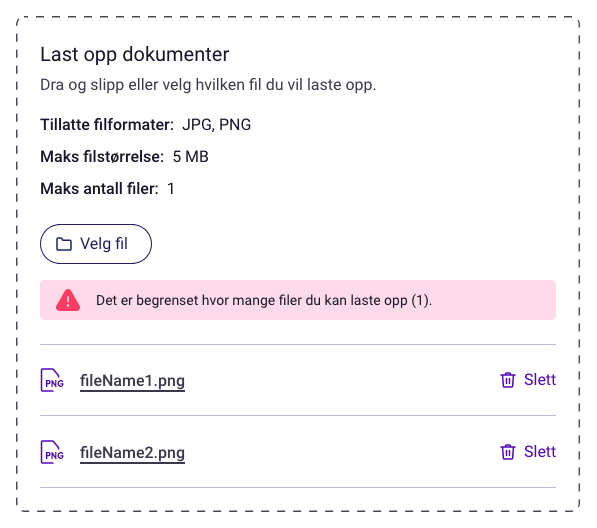 Last opp dokumenter
Dra og slipp eller velg hvilken fil du vil laste opp.
Tillatte filformater: JPG, PNG
Maks filstørrelse: 5 MB
Maks antall filer: 1
Velg fil
Det er begrenset hvor mange filer du kan laste opp (1).
PNG fileName1.png Slett
PNG fileName2.png Slett